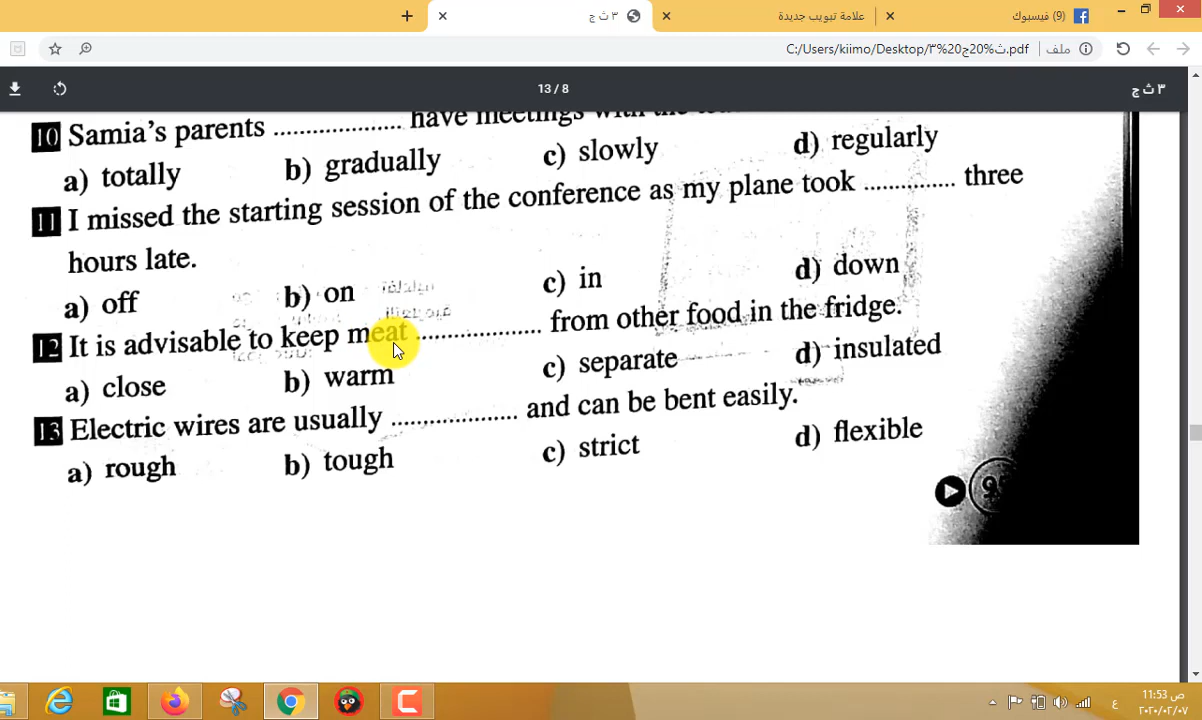 (9) فيسبوك
علامة تبويب جديدة
٣ ث ج
ملف | C:/Users/kiimo/Desktop/٣%20ث%20ج.pdf
٣ ث ج
13 / 8
10 Samia's parents .................... have meetings with the
a) totally b) gradually c) slowly d) regularly
11 I missed the starting session of the conference as my plane took .............. three
hours late.
a) off b) on c) in d) down
12 It is advisable to keep meat .................... from other food in the fridge.
a) close b) warm c) separate d) insulated
13 Electric wires are usually .................... and can be bent easily.
a) rough b) tough c) strict d) flexible
ع
11:53 ص
٢٠٢٠/٠٢/٠٧